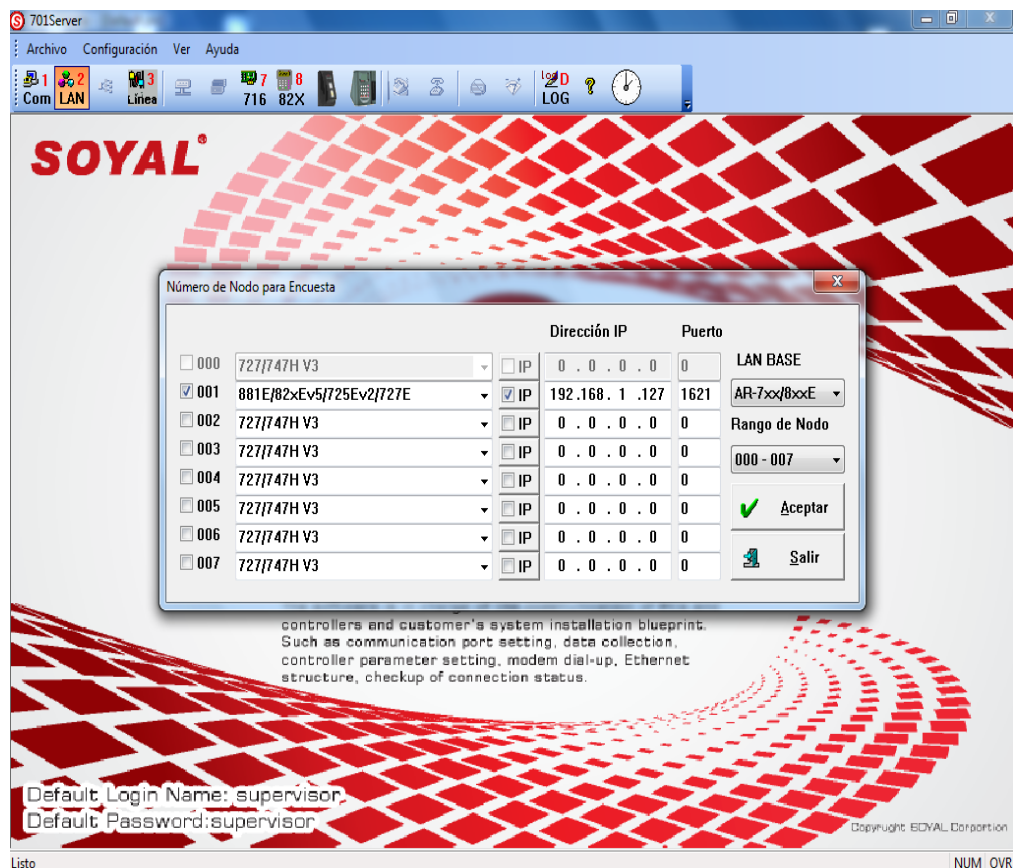 701Server
Archivo Configuración Ver Ayuda
1 2 3 7 8 Log D
Com LAN Línea 716 82X LOG
SOYAL®
Número de Nodo para Encuesta
Dirección IP Puerto
000 727/747H V3 IP 0 . 0 . 0 . 0 0 LAN BASE
001 881E/82xEv5/725Ev2/727E IP 192.168. 1 .127 1621 AR-7xx/8xxE
002 727/747H V3 IP 0 . 0 . 0 . 0 0 Rango de Nodo
003 727/747H V3 IP 0 . 0 . 0 . 0 0 000 - 007
004 727/747H V3 IP 0 . 0 . 0 . 0 0
005 727/747H V3 IP 0 . 0 . 0 . 0 0 Aceptar
006 727/747H V3 IP 0 . 0 . 0 . 0 0
007 727/747H V3 IP 0 . 0 . 0 . 0 0 Salir
controllers and customer's system installation blueprint.
Such as communication port setting, data collection,
controller parameter setting, modem dial-up, Ethernet
structure, checkup of connection status.
Default Login Name: supervisor
Default Password:supervisor
Copyright SOYAL Corportion
Listo NUM OVR